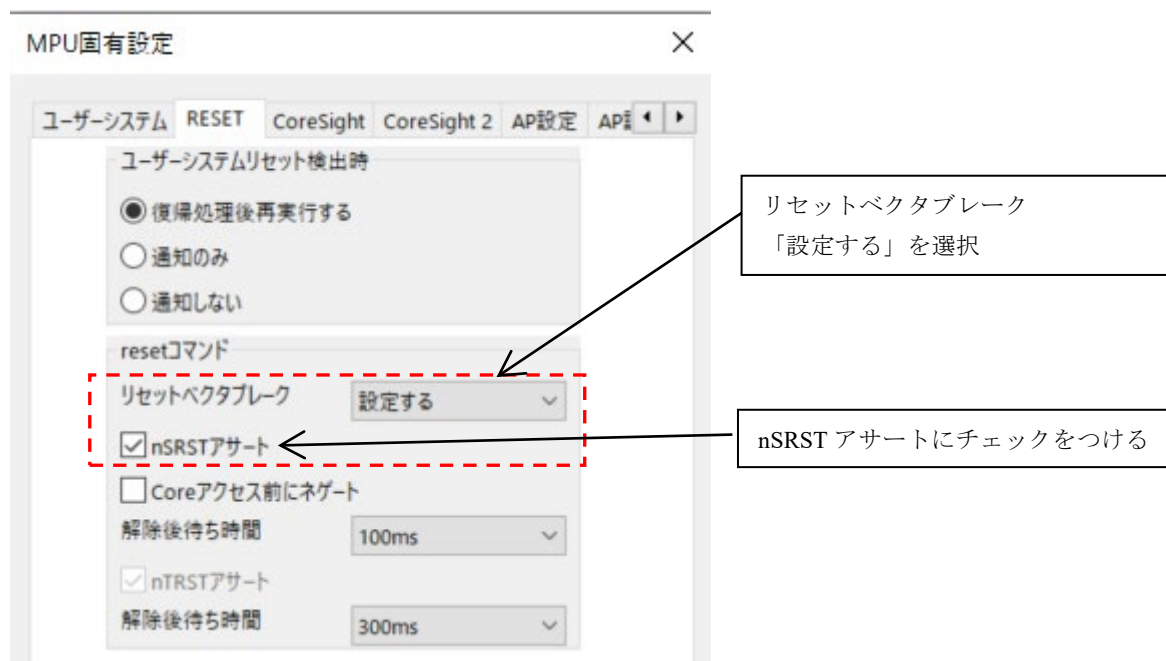 MPU固有設定
ユーザーシステム RESET CoreSight CoreSight 2 AP設定
ユーザーシステムリセット検出時
復帰処理後再実行する
通知のみ
通知しない
resetコマンド
リセットベクタブレーク 設定する
nSRSTアサート
Coreアクセス前にネゲート
解除後待ち時間 100ms
nTRSTアサート
解除後待ち時間 300ms
リセットベクタブレーク
「設定する」を選択
nSRST アサートにチェックをつける